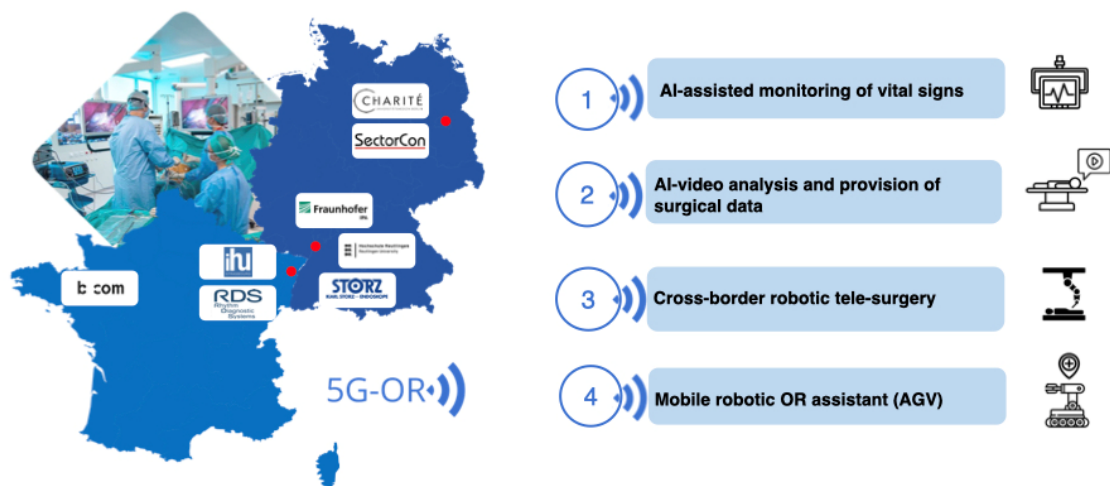 CHARITÉ
SectorCon
Fraunhofer
IPA
Hochschule Reutlingen
Reutlingen University
ihu
b com
STORZ
KARL STORZ – ENDOSKOPE
RDS
Rhythm
Diagnostic
Systems
5G-OR
1
AI-assisted monitoring of vital signs
2
AI-video analysis and provision of
surgical data
3
Cross-border robotic tele-surgery
4
Mobile robotic OR assistant (AGV)